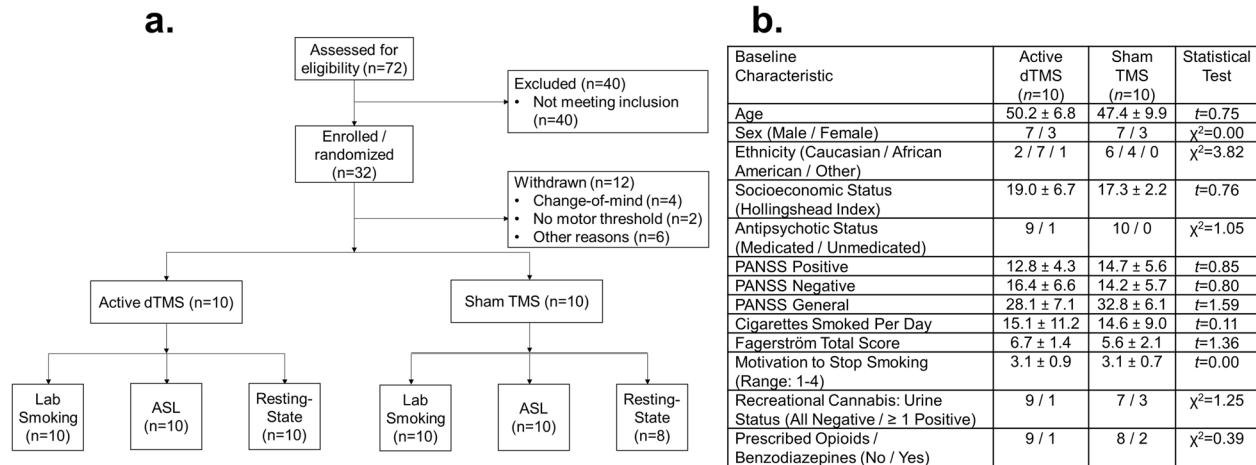 a.
Assessed for
eligibility (n=72)
Excluded (n=40)
• Not meeting inclusion
(n=40)
Enrolled /
randomized
(n=32)
Withdrawn (n=12)
• Change-of-mind (n=4)
• No motor threshold (n=2)
• Other reasons (n=6)
Active dTMS (n=10)
Sham TMS (n=10)
Lab
Smoking
(n=10)
ASL
(n=10)
Resting-
State
(n=10)
Lab
Smoking
(n=10)
ASL
(n=10)
Resting-
State
(n=8)
b.
Baseline Active Sham Statistical
Characteristic dTMS TMS Test
(n=10) (n=10)
Age 50.2 ± 6.8 47.4 ± 9.9 t=0.75
Sex (Male / Female) 7 / 3 7 / 3 χ²=0.00
Ethnicity (Caucasian / African 2 / 7 / 1 6 / 4 / 0 χ²=3.82
American / Other)
Socioeconomic Status 19.0 ± 6.7 17.3 ± 2.2 t=0.76
(Hollingshead Index)
Antipsychotic Status 9 / 1 10 / 0 χ²=1.05
(Medicated / Unmedicated)
PANSS Positive 12.8 ± 4.3 14.7 ± 5.6 t=0.85
PANSS Negative 16.4 ± 6.6 14.2 ± 5.7 t=0.80
PANSS General 28.1 ± 7.1 32.8 ± 6.1 t=1.59
Cigarettes Smoked Per Day 15.1 ± 11.2 14.6 ± 9.0 t=0.11
Fagerström Total Score 6.7 ± 1.4 5.6 ± 2.1 t=1.36
Motivation to Stop Smoking 3.1 ± 0.9 3.1 ± 0.7 t=0.00
(Range: 1-4)
Recreational Cannabis: Urine 9 / 1 7 / 3 χ²=1.25
Status (All Negative / ≥ 1 Positive)
Prescribed Opioids / 9 / 1 8 / 2 χ²=0.39
Benzodiazepines (No / Yes)